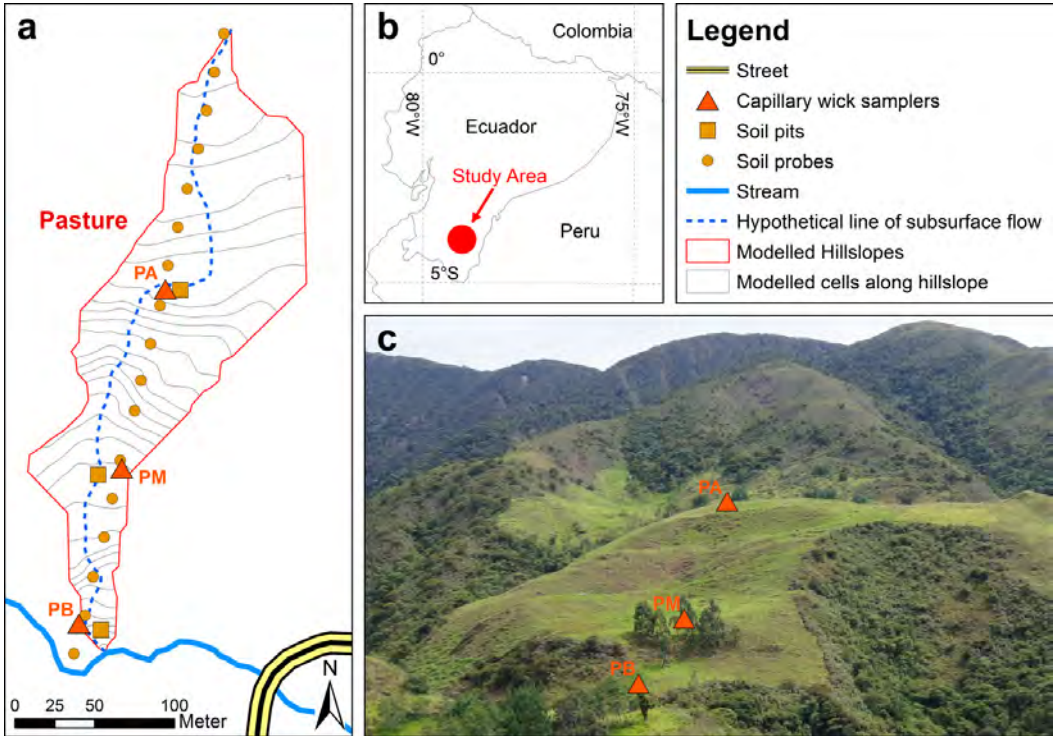 a
Pasture
PA
PM
PB
0 25 50 100
Meter
N
b
Colombia
0°
80°W
75°W
Ecuador
Study Area
Peru
5°S
Legend
Street
Capillary wick samplers
Soil pits
Soil probes
Stream
Hypothetical line of subsurface flow
Modelled Hillslopes
Modelled cells along hillslope
c
PA
PM
PB